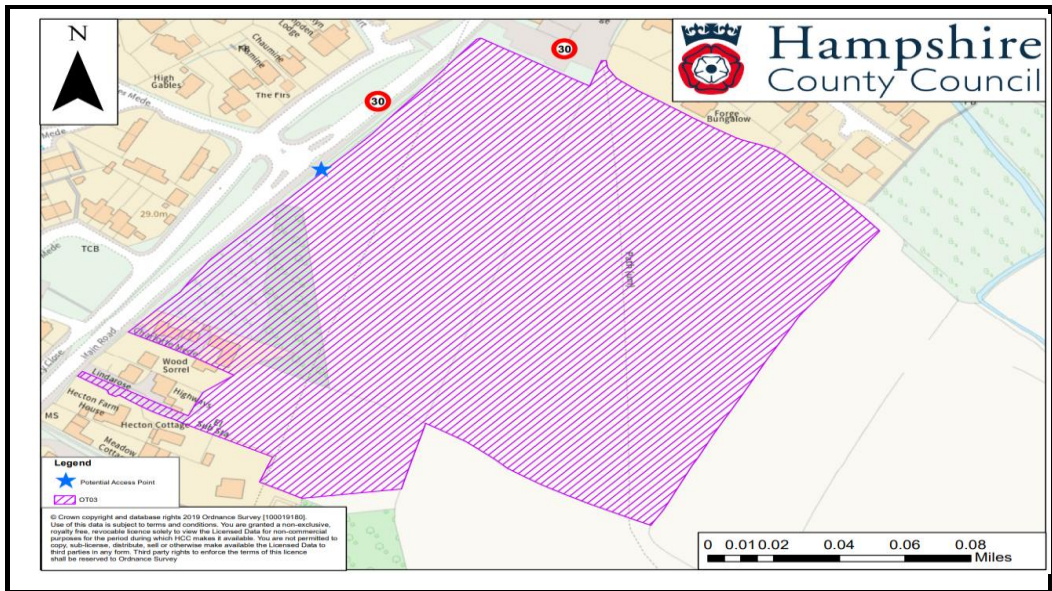 N
Hampshire
County Council
30
30
Lodge
Chaumine
High
Gables
The Firs
Forge
Bungalow
Mede
29.0m
TCB
Path (um)
Main Road
Charlotte Mede
Wood
Sorrel
Lindarose
Highways
Hecton Farm
House
El
Sub Sta
MS
Hecton Cottage
Meadow
Legend
Potential Access Point
OT03
© Crown copyright and database rights 2019 Ordnance Survey [100019180].
Use of this data is subject to terms and conditions. You are granted a non-exclusive,
royalty free, revocable licence solely to view the Licensed Data for non-commercial
purposes for the period during which HCC makes it available. You are not permitted to
copy, sub-license, distribute, sell or otherwise make available the Licensed Data to
third parties in any form. Third party rights to enforce the terms of this licence
shall be reserved to Ordnance Survey
0 0.01 0.02 0.04 0.06 0.08
Miles